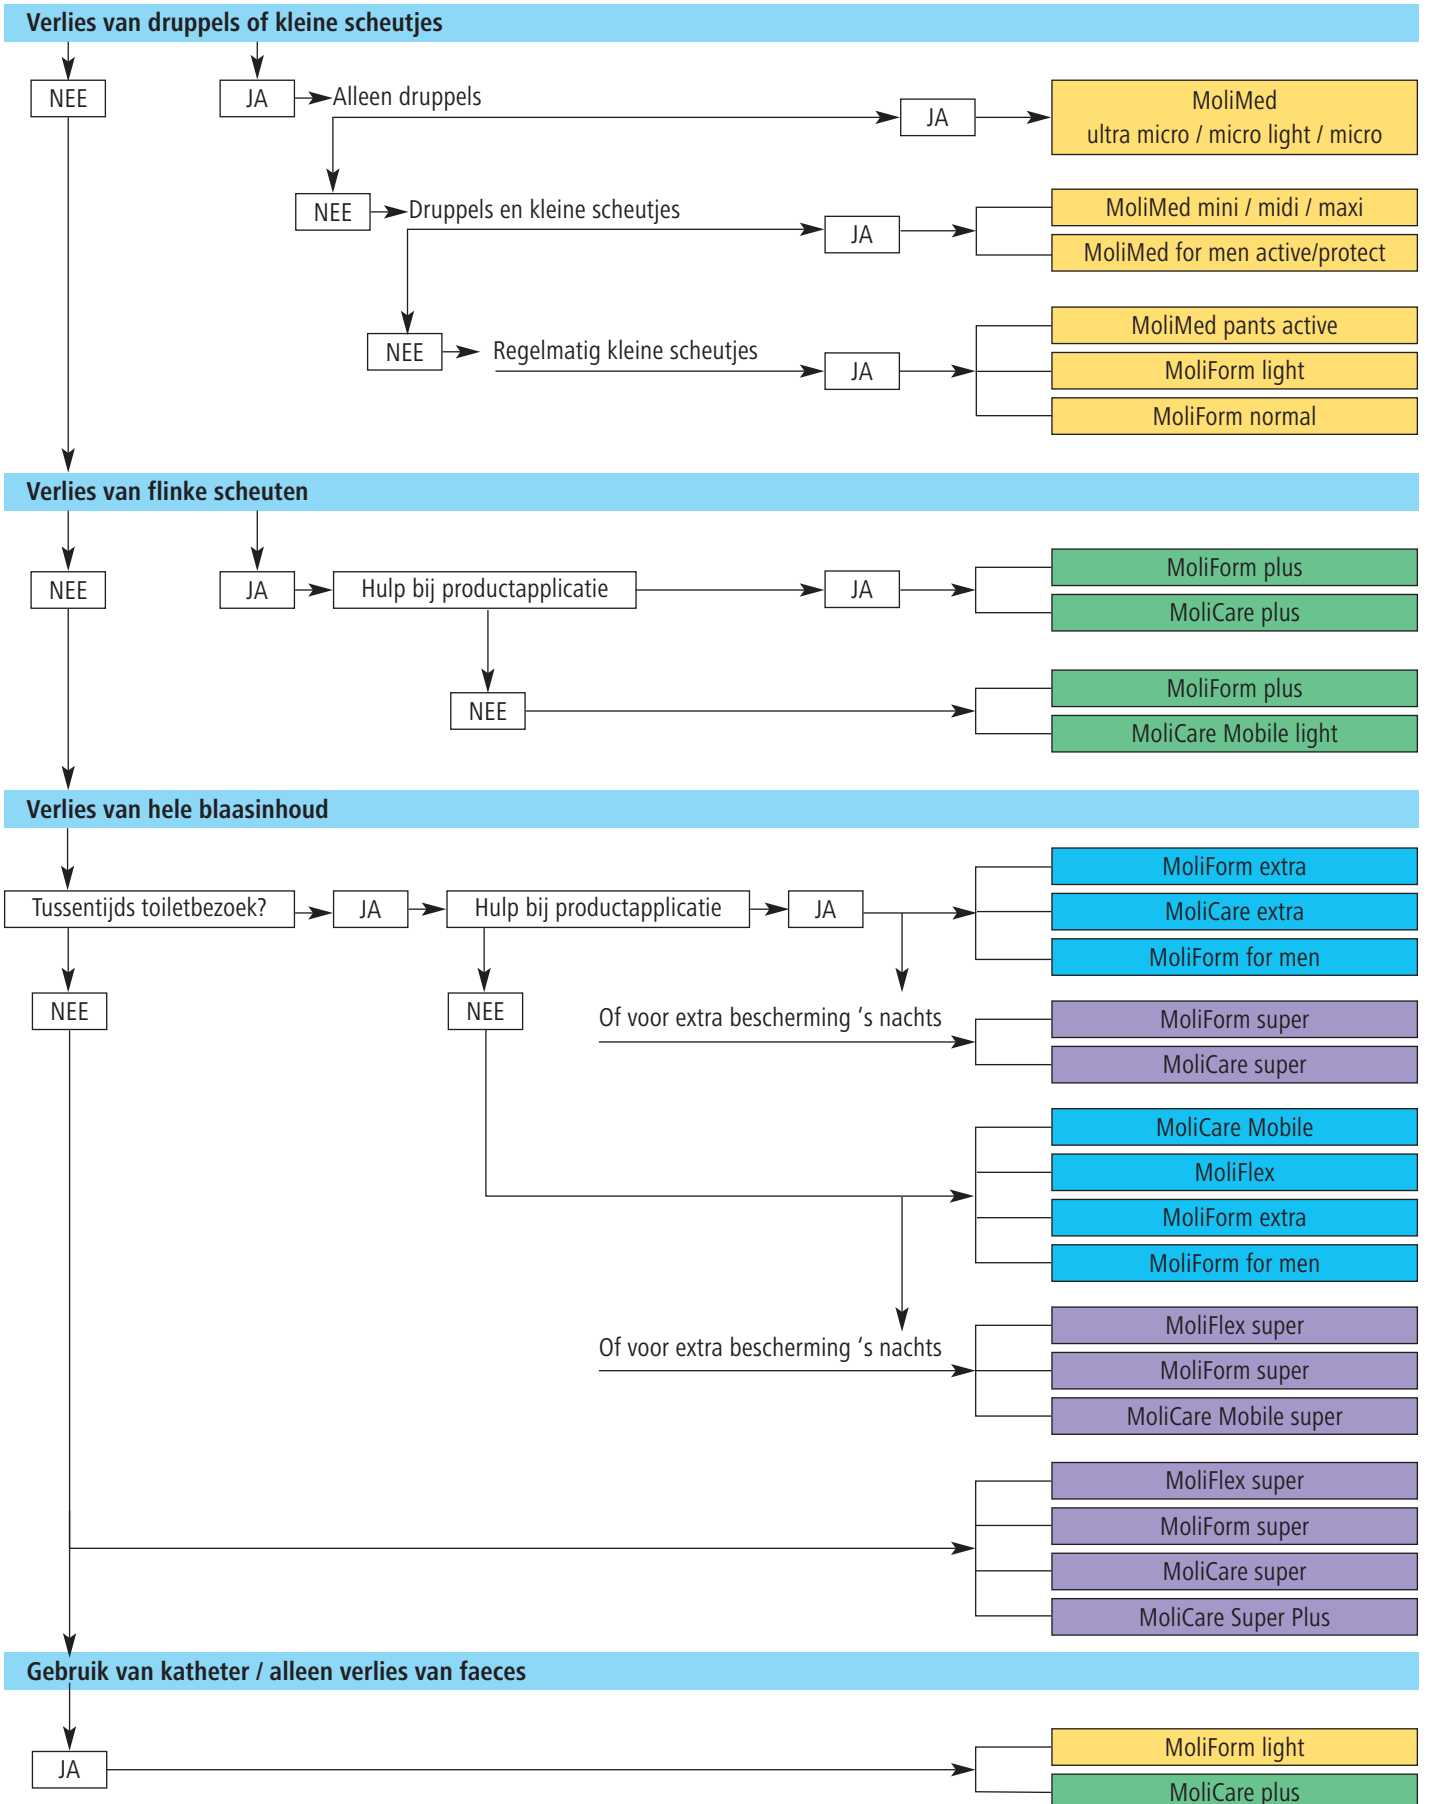 Verlies van druppels of kleine scheutjes
NEE
JA
Alleen druppels
JA
MoliMed
ultra micro / micro light / micro
NEE
Druppels en kleine scheutjes
JA
MoliMed mini / midi / maxi
MoliMed for men active/protect
NEE
Regelmatig kleine scheutjes
JA
MoliMed pants active
MoliForm light
MoliForm normal
Verlies van flinke scheuten
NEE
JA
Hulp bij productapplicatie
JA
MoliForm plus
MoliCare plus
NEE
MoliForm plus
MoliCare Mobile light
Verlies van hele blaasinhoud
Tussentijds toiletbezoek?
JA
Hulp bij productapplicatie
JA
MoliForm extra
MoliCare extra
MoliForm for men
NEE
NEE
Of voor extra bescherming ‘s nachts
MoliForm super
MoliCare super
MoliCare Mobile
MoliFlex
MoliForm extra
MoliForm for men
Of voor extra bescherming ‘s nachts
MoliFlex super
MoliForm super
MoliCare Mobile super
MoliFlex super
MoliForm super
MoliCare super
MoliCare Super Plus
Gebruik van katheter / alleen verlies van faeces
JA
MoliForm light
MoliCare plus